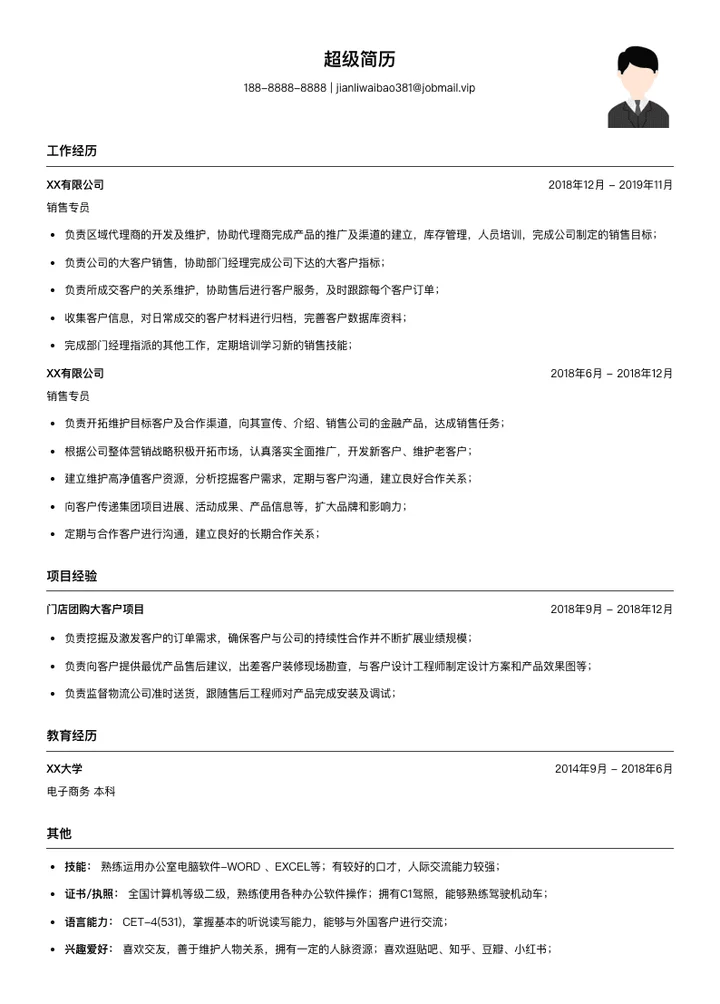 超级简历
188-8888-8888 | jianliwaibao381@jobmail.vip
工作经历
XX有限公司 2018年12月 – 2019年11月
销售专员
• 负责区域代理商的开发及维护，协助代理商完成产品的推广及渠道的建立，库存管理，人员培训，完成公司制定的销售目标；
• 负责公司的大客户销售，协助部门经理完成公司下达的大客户指标；
• 负责所成交客户的关系维护，协助售后进行客户服务，及时跟踪每个客户订单；
• 收集客户信息，对日常成交的客户材料进行归档，完善客户数据库资料；
• 完成部门经理指派的其他工作，定期培训学习新的销售技能；
XX有限公司 2018年6月 – 2018年12月
销售专员
• 负责开拓维护目标客户及合作渠道，向其宣传、介绍、销售公司的金融产品，达成销售任务；
• 根据公司整体营销战略积极开拓市场，认真落实全面推广，开发新客户、维护老客户；
• 建立维护高净值客户资源，分析挖掘客户需求，定期与客户沟通，建立良好合作关系；
• 向客户传递集团项目进展、活动成果、产品信息等，扩大品牌和影响力；
• 定期与合作客户进行沟通，建立良好的长期合作关系；
项目经验
门店团购大客户项目 2018年9月 – 2018年12月
• 负责挖掘及激发客户的订单需求，确保客户与公司的持续性合作并不断扩展业绩规模；
• 负责向客户提供最优产品售后建议，出差客户装修现场勘查，与客户设计工程师制定设计方案和产品效果图等；
• 负责监督物流公司准时送货，跟随售后工程师对产品完成安装及调试；
教育经历
XX大学 2014年9月 – 2018年6月
电子商务 本科
其他
• 技能： 熟练运用办公室电脑软件–WORD 、EXCEL等；有较好的口才，人际交流能力较强；
• 证书/执照： 全国计算机等级二级，熟练使用各种办公软件操作；拥有C1驾照，能够熟练驾驶机动车；
• 语言能力： CET–4(531)，掌握基本的听说读写能力，能够与外国客户进行交流；
• 兴趣爱好： 喜欢交友，善于维护人物关系，拥有一定的人脉资源；喜欢逛贴吧、知乎、豆瓣、小红书；